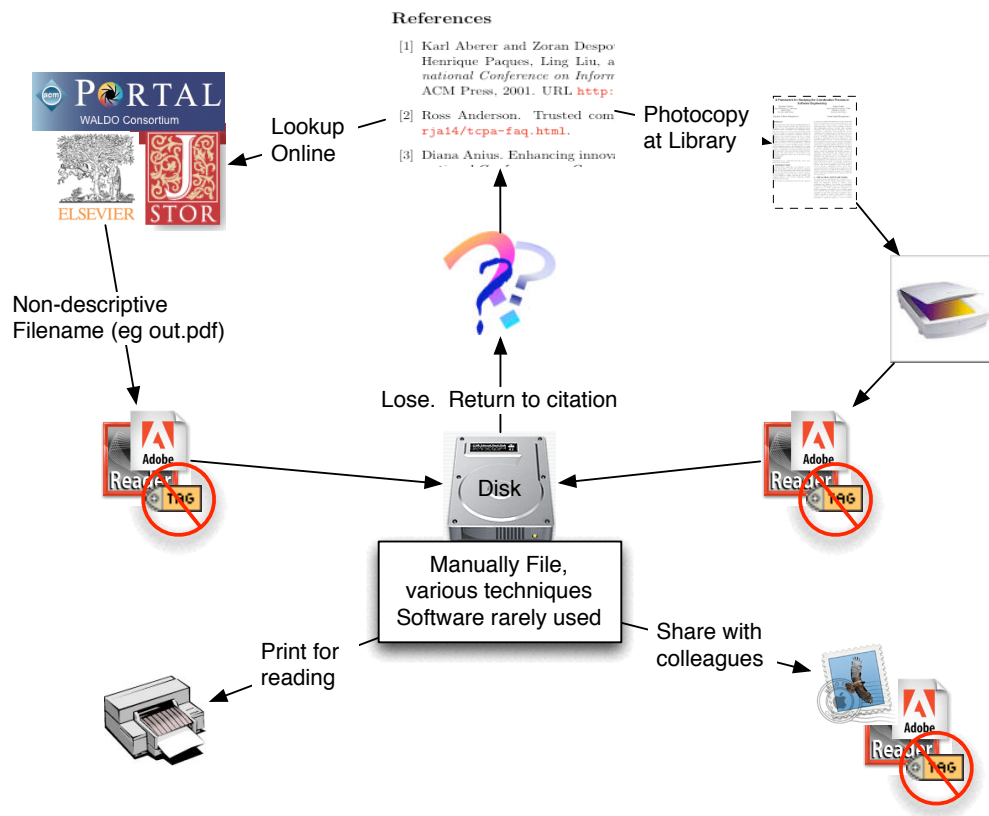 References
[1] Karl Aberer and Zoran Despo
Henrique Paques, Ling Liu, a
national Conference on Inform
ACM Press, 2001. URL http:
[2] Ross Anderson. Trusted com
rja14/tcpa-faq.html.
[3] Diana Anius. Enhancing innova
acm PORTAL
WALDO Consortium
ELSEVIER
J
STOR
Lookup
Online
Photocopy
at Library
Non-descriptive
Filename (eg out.pdf)
Lose. Return to citation
Adobe
Reader
TAG
Disk
Adobe
Reader
TAG
Manually File,
various techniques
Software rarely used
Print for
reading
Share with
colleagues
Adobe
Reader
TAG